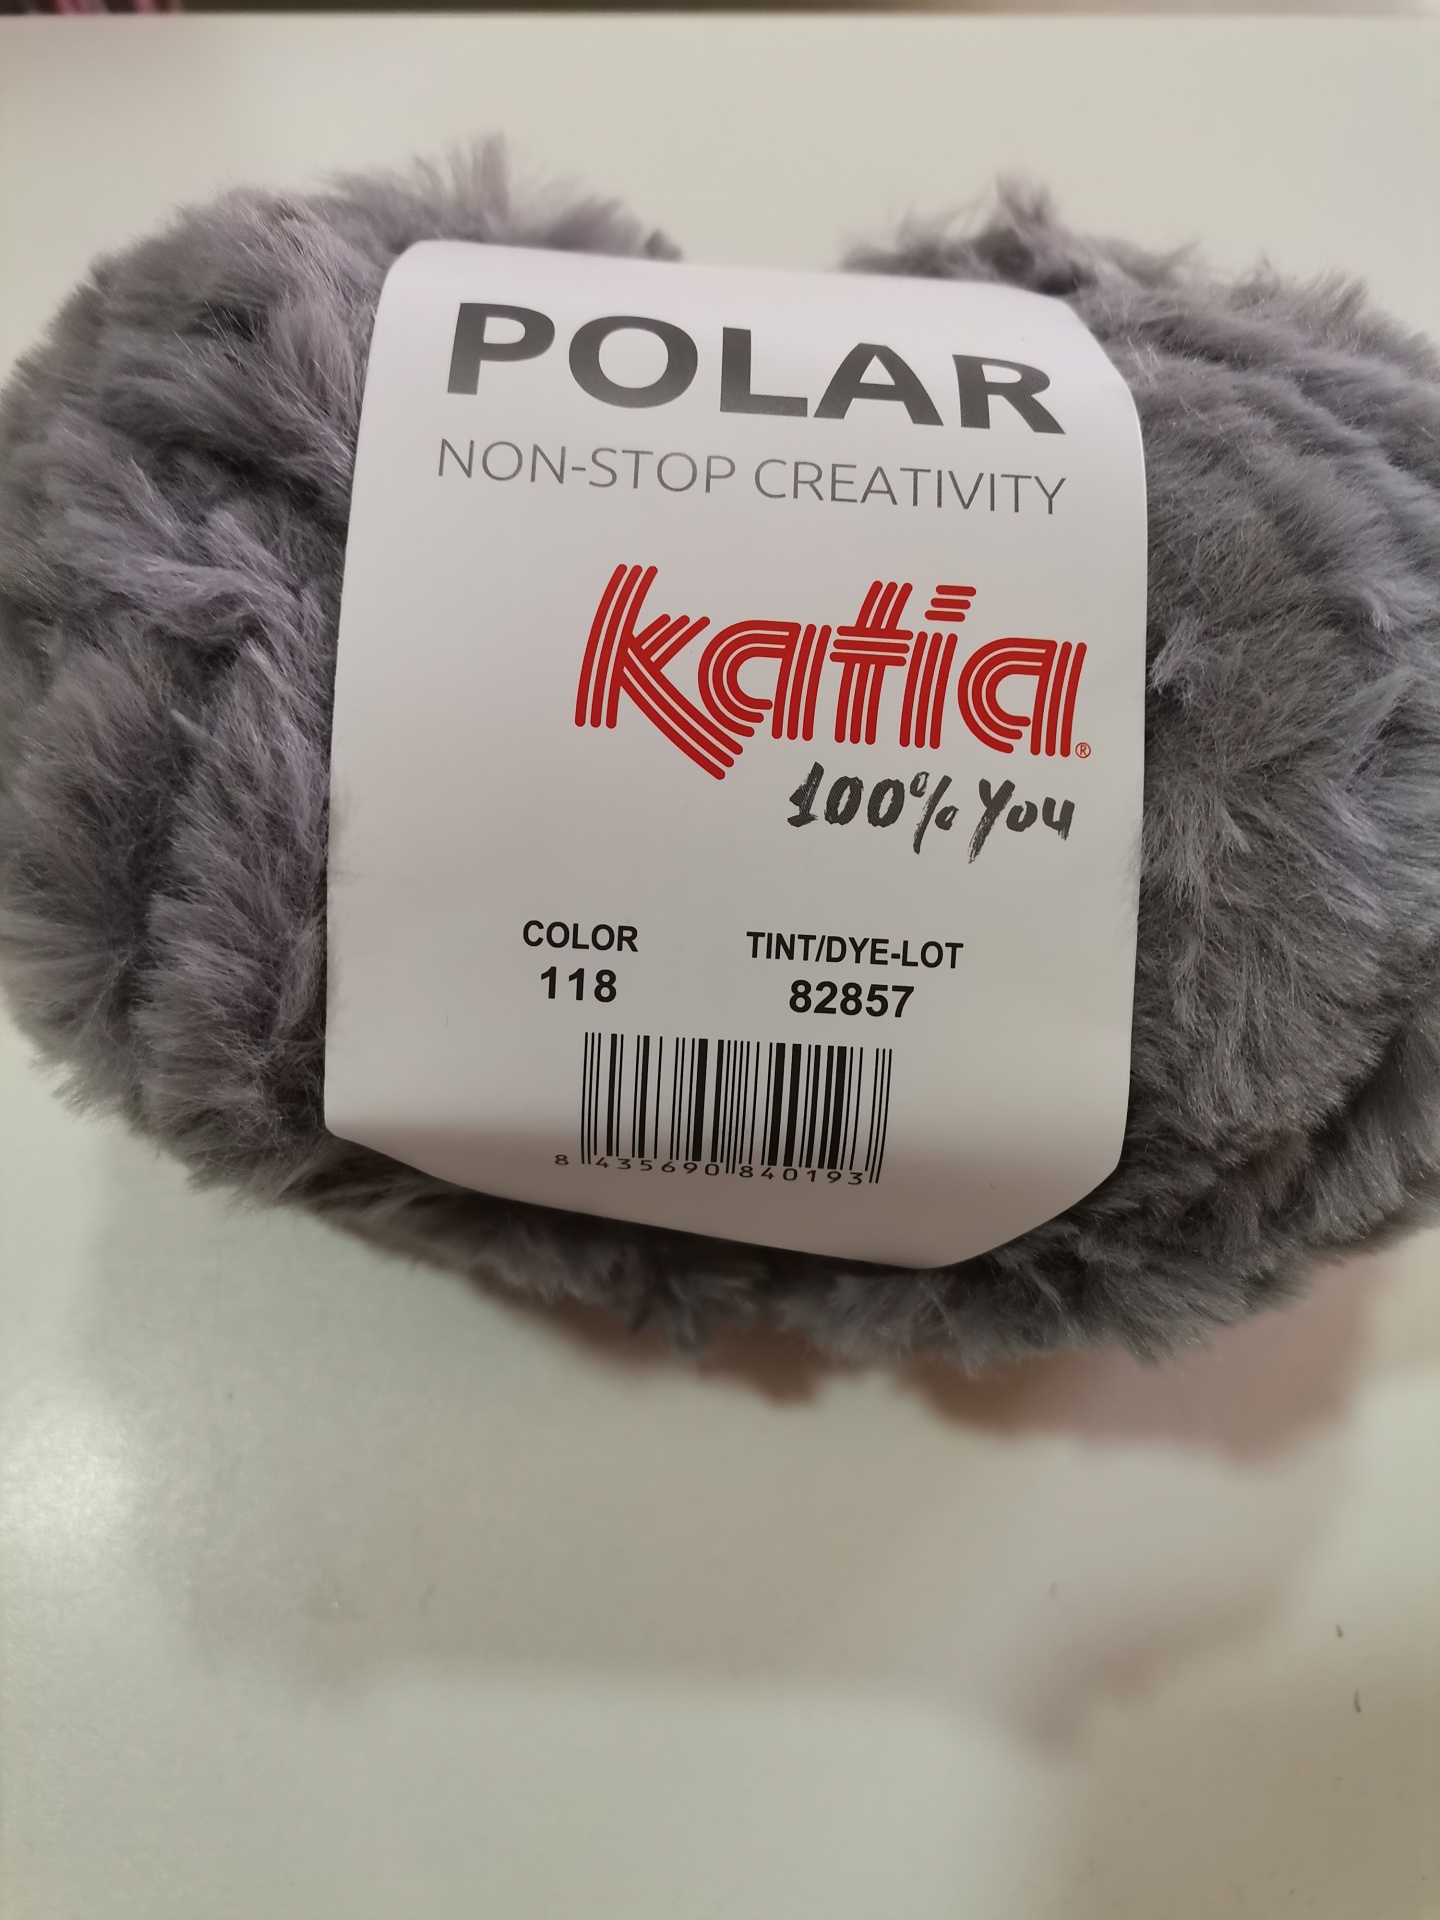 POLAR
NON-STOP CREATIVITY
katia®
100% You
COLOR TINT/DYE-LOT
118 82857
8 435690 840193